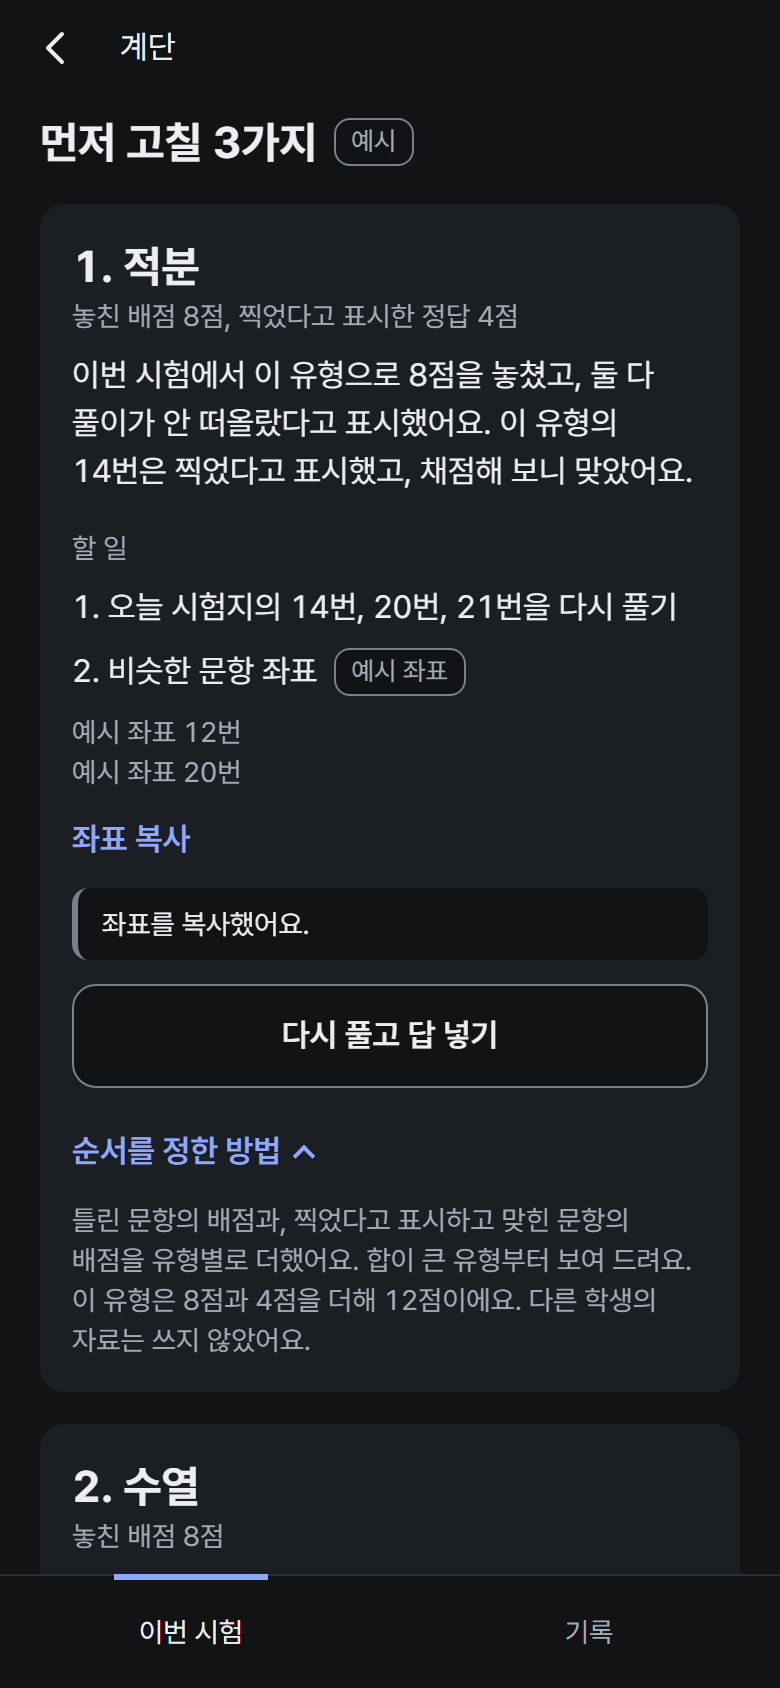 계단
먼저 고칠 3가지 예시
1. 적분
놓친 배점 8점, 찍었다고 표시한 정답 4점
이번 시험에서 이 유형으로 8점을 놓쳤고, 둘 다
풀이가 안 떠올랐다고 표시했어요. 이 유형의
14번은 찍었다고 표시했고, 채점해 보니 맞았어요.
할 일
1. 오늘 시험지의 14번, 20번, 21번을 다시 풀기
2. 비슷한 문항 좌표 예시 좌표
예시 좌표 12번
예시 좌표 20번
좌표 복사
좌표를 복사했어요.
다시 풀고 답 넣기
순서를 정한 방법
틀린 문항의 배점과, 찍었다고 표시하고 맞힌 문항의
배점을 유형별로 더했어요. 합이 큰 유형부터 보여 드려요.
이 유형은 8점과 4점을 더해 12점이에요. 다른 학생의
자료는 쓰지 않았어요.
2. 수열
놓친 배점 8점
이번 시험 기록